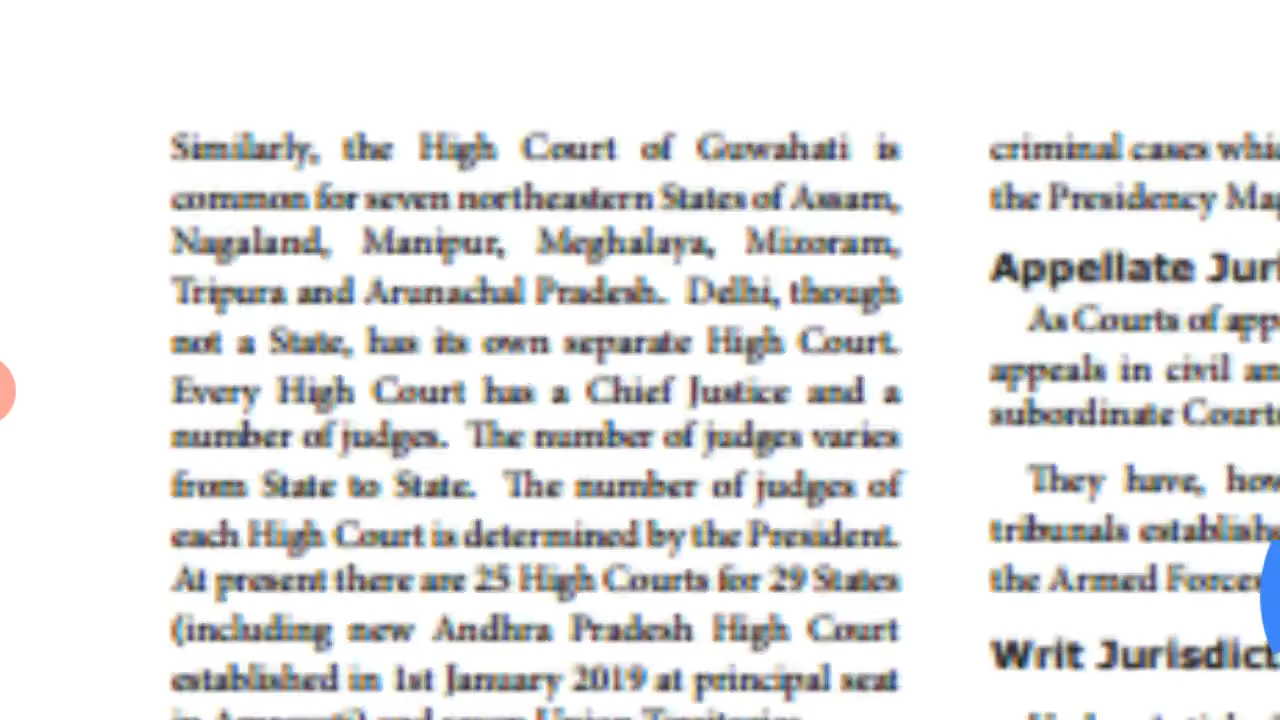 Similarly, the High Court of Guwahati is
common for seven northeastern States of Assam,
Nagaland, Manipur, Meghalaya, Mizoram,
Tripura and Arunachal Pradesh. Delhi, though
not a State, has its own separate High Court.
Every High Court has a Chief Justice and a
number of judges. The number of judges varies
from State to State. The number of judges of
each High Court is determined by the President.
At present there are 25 High Courts for 29 States
(including new Andhra Pradesh High Court
established in 1st January 2019 at principal seat
criminal cases
the Presidency
Appellate
As Courts of
appeals in civil
subordinate Courts
They have,
tribunals
the Armed Forces
Writ